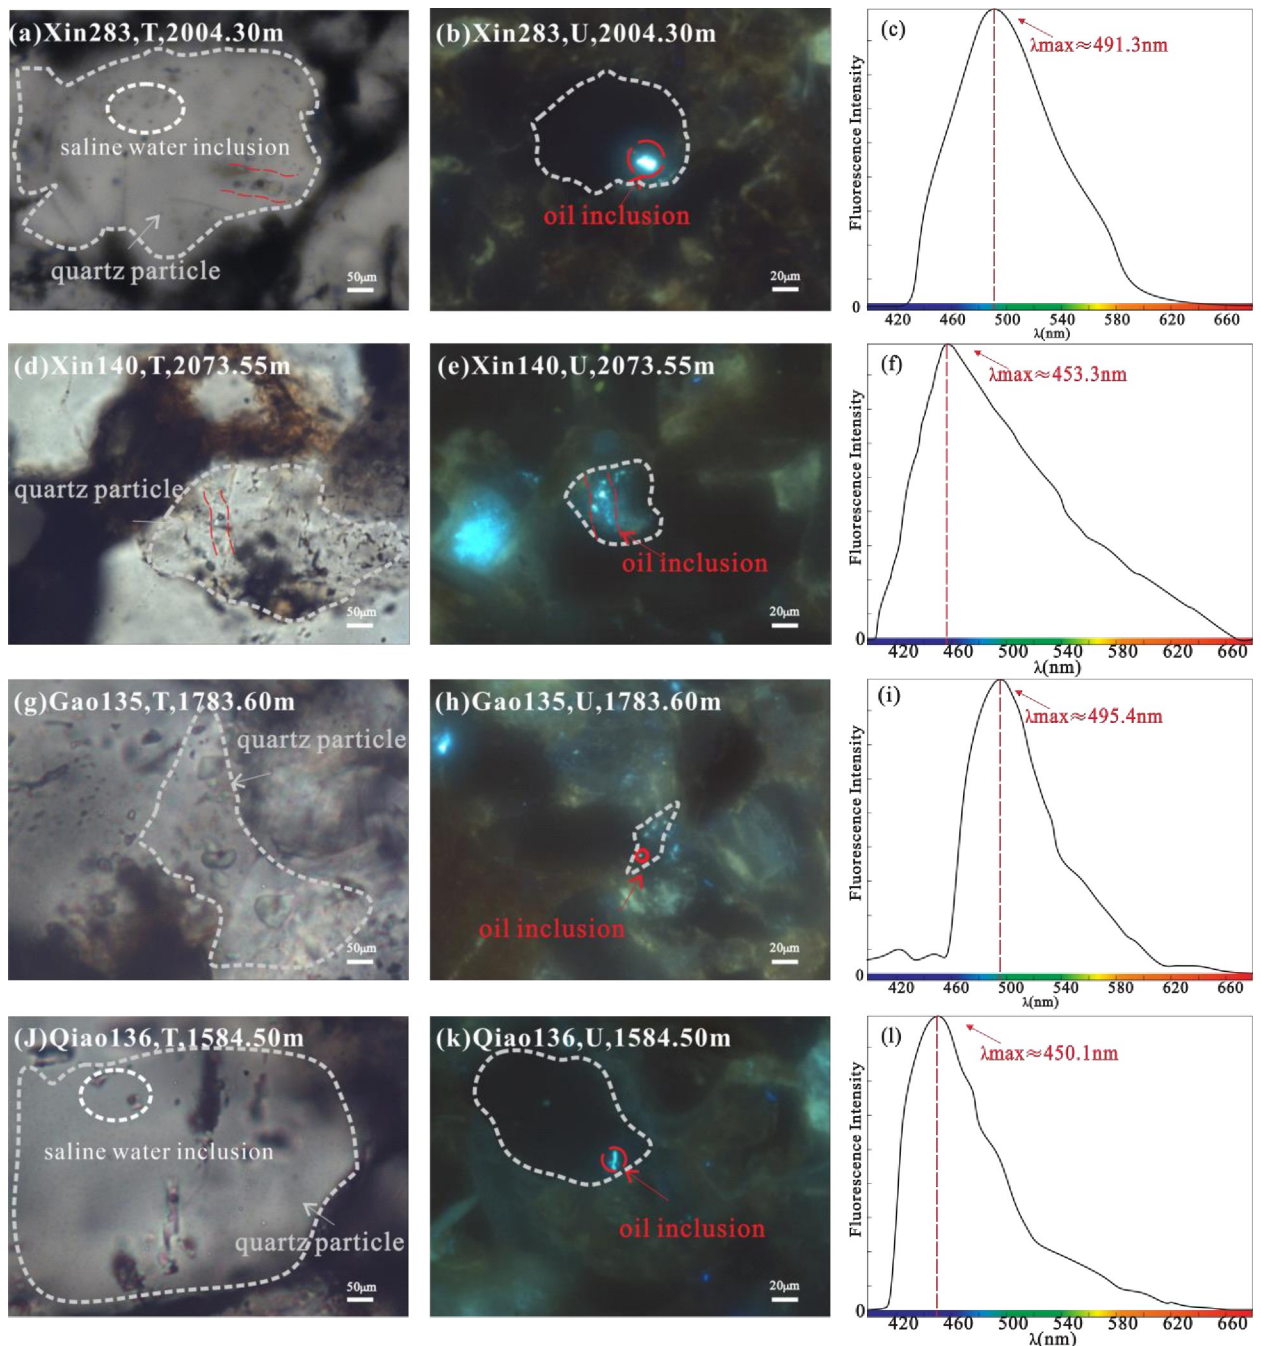 (a)Xin283,T,2004.30m
saline water inclusion
quartz particle
50μm
(b)Xin283,U,2004.30m
oil inclusion
20μm
(c)
λmax≈491.3nm
Fluorescence Intensity
0
420 460 500 540 580 620 660
λ(nm)
(d)Xin140,T,2073.55m
quartz particle
50μm
(e)Xin140,U,2073.55m
oil inclusion
20μm
(f)
λmax≈453.3nm
Fluorescence Intensity
0
420 460 500 540 580 620 660
λ(nm)
(g)Gao135,T,1783.60m
quartz particle
50μm
(h)Gao135,U,1783.60m
oil inclusion
20μm
(i)
λmax≈495.4nm
Fluorescence Intensity
0
420 460 500 540 580 620 660
λ(nm)
(J)Qiao136,T,1584.50m
saline water inclusion
quartz particle
50μm
(k)Qiao136,U,1584.50m
oil inclusion
20μm
(l)
λmax≈450.1nm
Fluorescence Intensity
0
420 460 500 540 580 620 660
λ(nm)